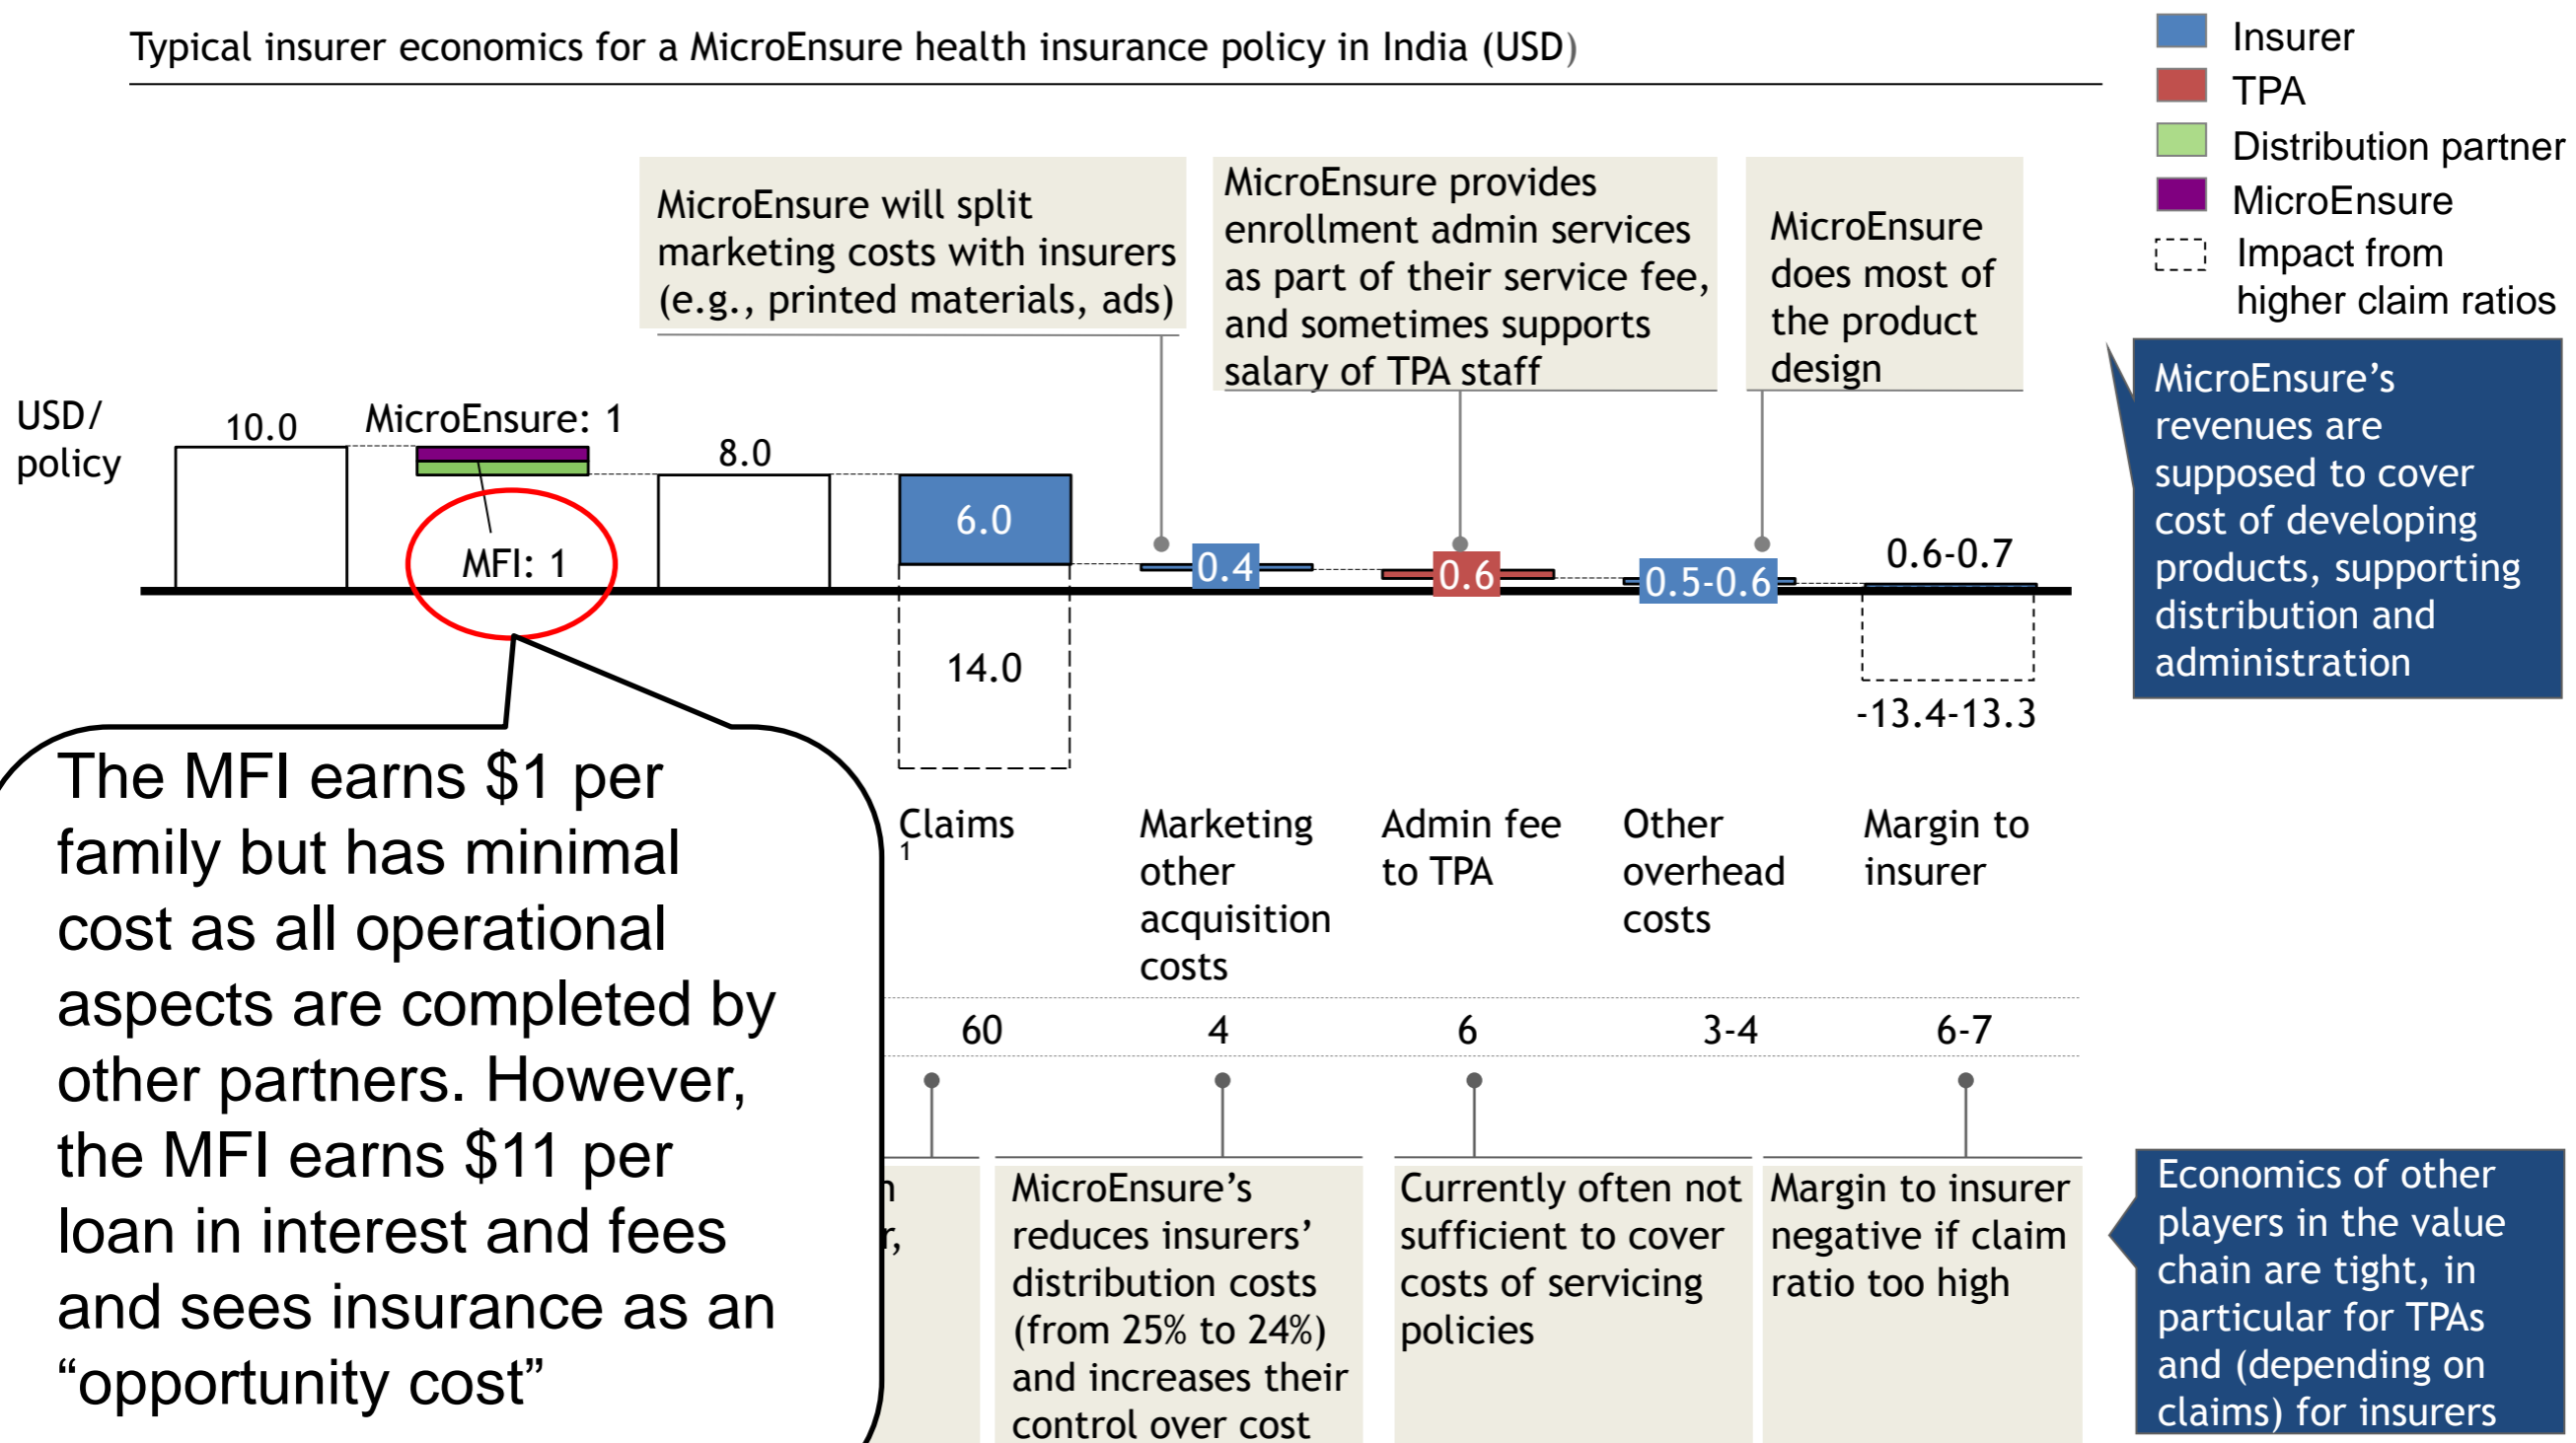 Typical insurer economics for a MicroEnsure health insurance policy in India (USD)
Insurer
TPA
Distribution partner
MicroEnsure
Impact from
higher claim ratios
MicroEnsure will split
marketing costs with insurers
(e.g., printed materials, ads)
MicroEnsure provides
enrollment admin services
as part of their service fee,
and sometimes supports
salary of TPA staff
MicroEnsure
does most of
the product
design
MicroEnsure’s
revenues are
supposed to cover
cost of developing
products, supporting
distribution and
administration
USD/
policy
10.0
MicroEnsure: 1
MFI: 1
8.0
6.0
14.0
0.4
0.6
0.5-0.6
0.6-0.7
-13.4-13.3
The MFI earns $1 per
family but has minimal
cost as all operational
aspects are completed by
other partners. However,
the MFI earns $11 per
loan in interest and fees
and sees insurance as an
“opportunity cost”
Claims
1
Marketing
other
acquisition
costs
Admin fee
to TPA
Other
overhead
costs
Margin to
insurer
60
4
6
3-4
6-7
MicroEnsure’s
reduces insurers’
distribution costs
(from 25% to 24%)
and increases their
control over cost
Currently often not
sufficient to cover
costs of servicing
policies
Margin to insurer
negative if claim
ratio too high
Economics of other
players in the value
chain are tight, in
particular for TPAs
and (depending on
claims) for insurers